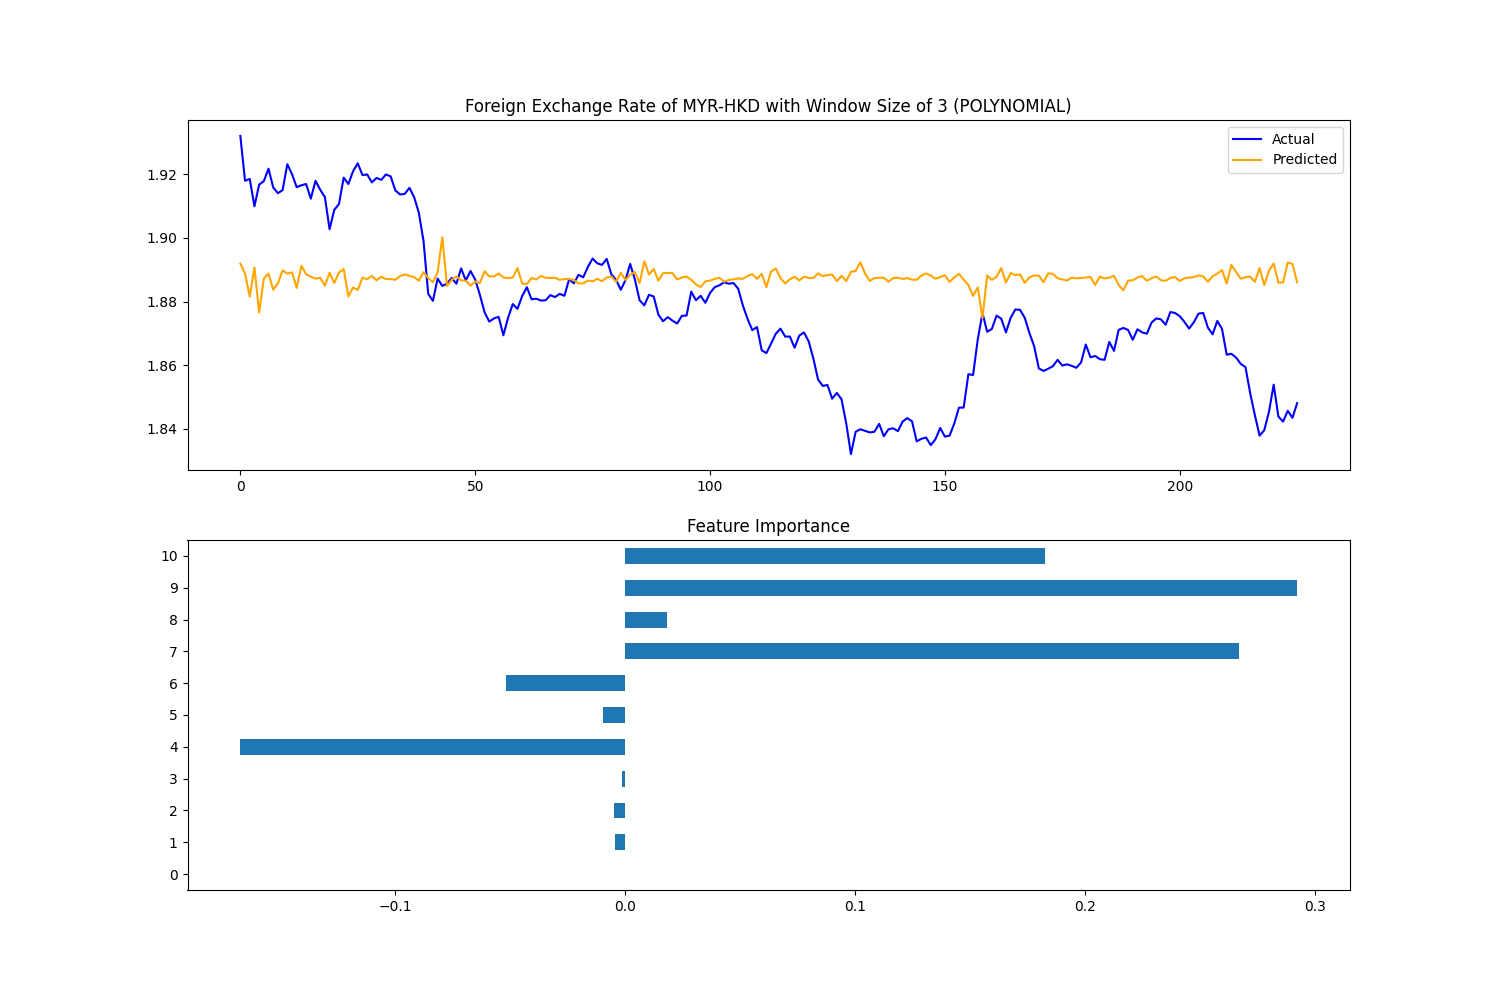 Foreign Exchange Rate of MYR-HKD with Window Size of 3 (POLYNOMIAL)
Actual
Predicted
1.92
1.90
1.88
1.86
1.84
0 50 100 150 200
Feature Importance
10
9
8
7
6
5
4
3
2
1
0
−0.1 0.0 0.1 0.2 0.3